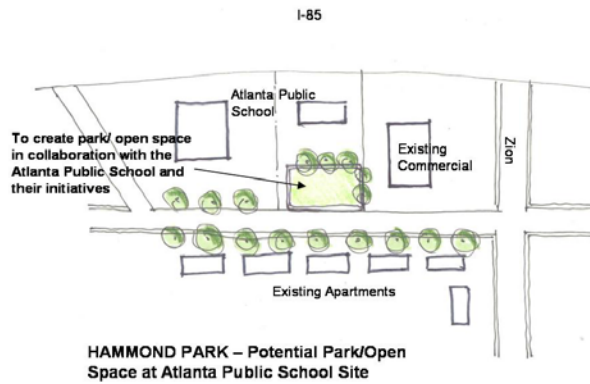 I-85
Atlanta Public
School
To create park/ open space
in collaboration with the
Atlanta Public School and
their initiatives
Existing
Commercial
Zion
Existing Apartments
HAMMOND PARK – Potential Park/Open
Space at Atlanta Public School Site